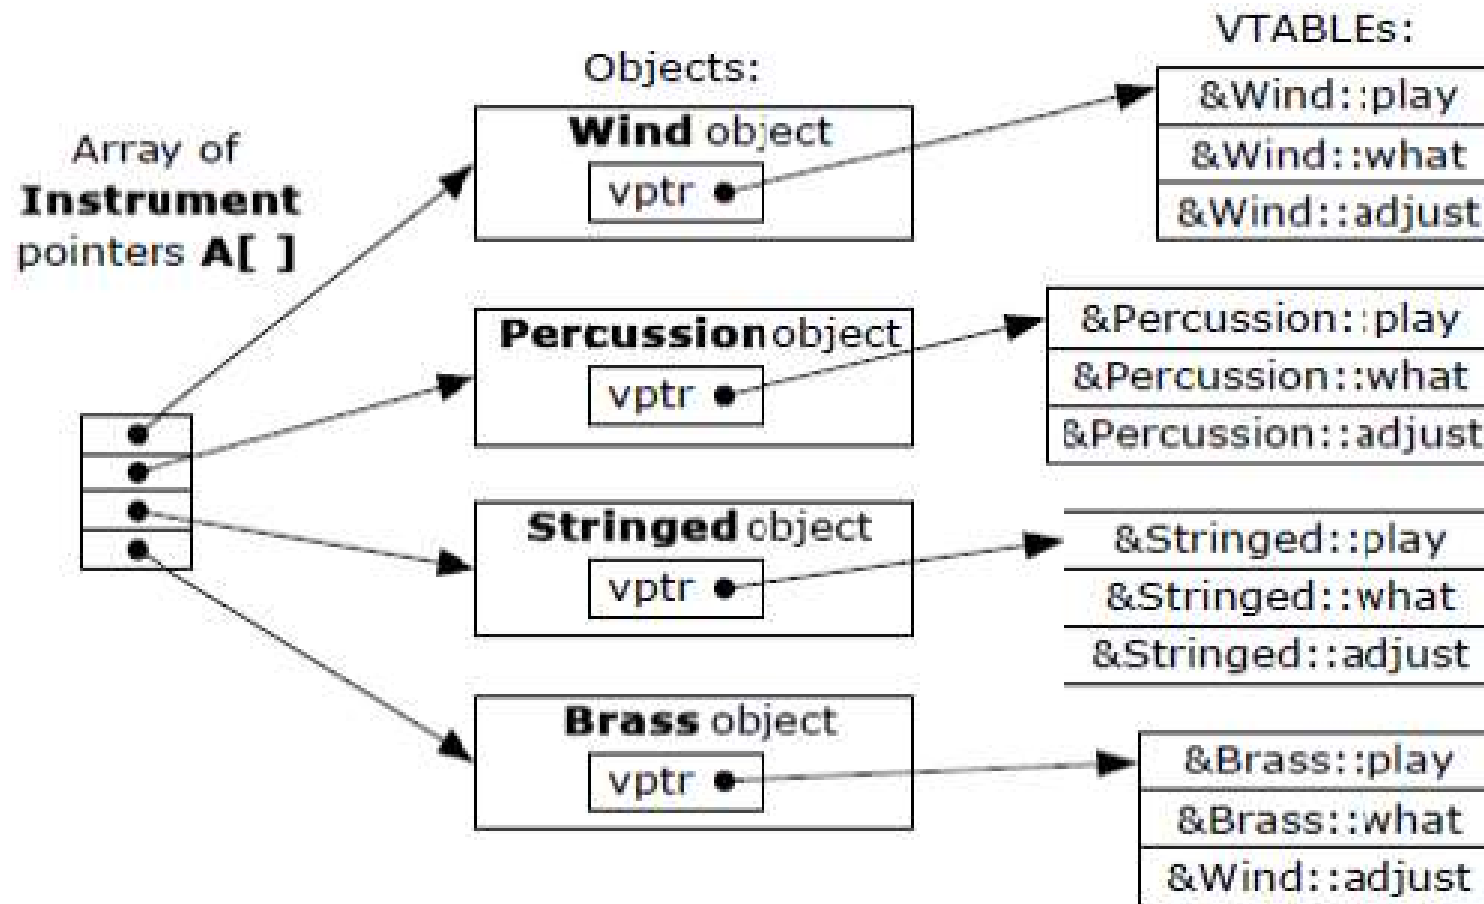 Array of
Instrument
pointers A[ ]
Objects:
Wind object
vptr
Percussion object
vptr
Stringed object
vptr
Brass object
vptr
VTABLEs:
&Wind::play
&Wind::what
&Wind::adjust
&Percussion::play
&Percussion::what
&Percussion::adjust
&Stringed::play
&Stringed::what
&Stringed::adjust
&Brass::play
&Brass::what
&Wind::adjust